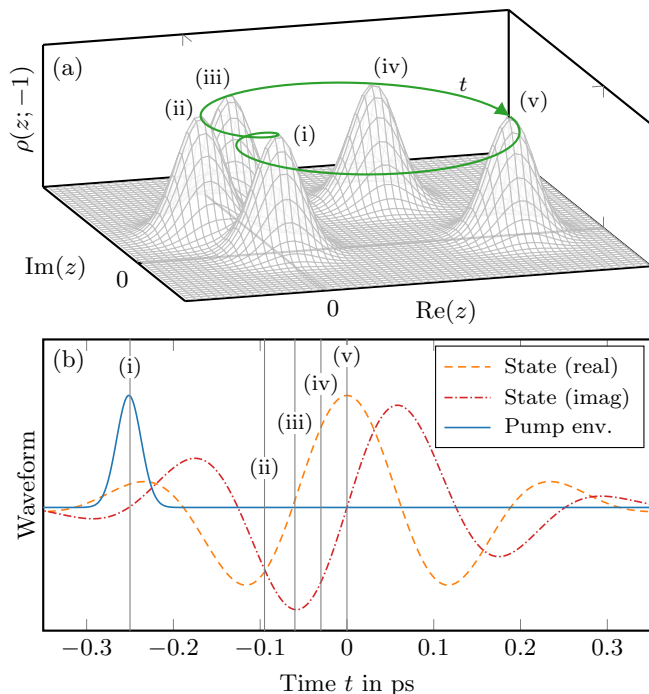 (a)
ρ(z; −1)
(i)
(ii)
(iii)
(iv)
(v)
t
Im(z)
0
0
Re(z)
(b)
(i)
(ii)
(iii)
(iv)
(v)
State (real)
State (imag)
Pump env.
Waveform
−0.3 −0.2 −0.1 0 0.1 0.2 0.3
Time t in ps